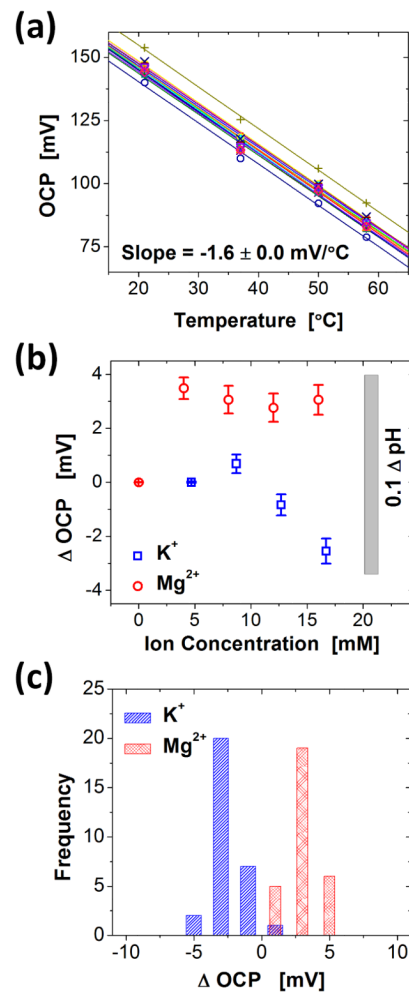 (a)
150
125
100
75
OCP [mV]
Slope = -1.6 ± 0.0 mV/°C
20 30 40 50 60
Temperature [°C]
(b)
4
2
0
-2
-4
Δ OCP [mV]
0.1 Δ pH
K⁺
Mg²⁺
0 5 10 15 20
Ion Concentration [mM]
(c)
25
20
15
10
5
0
Frequency
K⁺
Mg²⁺
-10 -5 0 5 10
Δ OCP [mV]